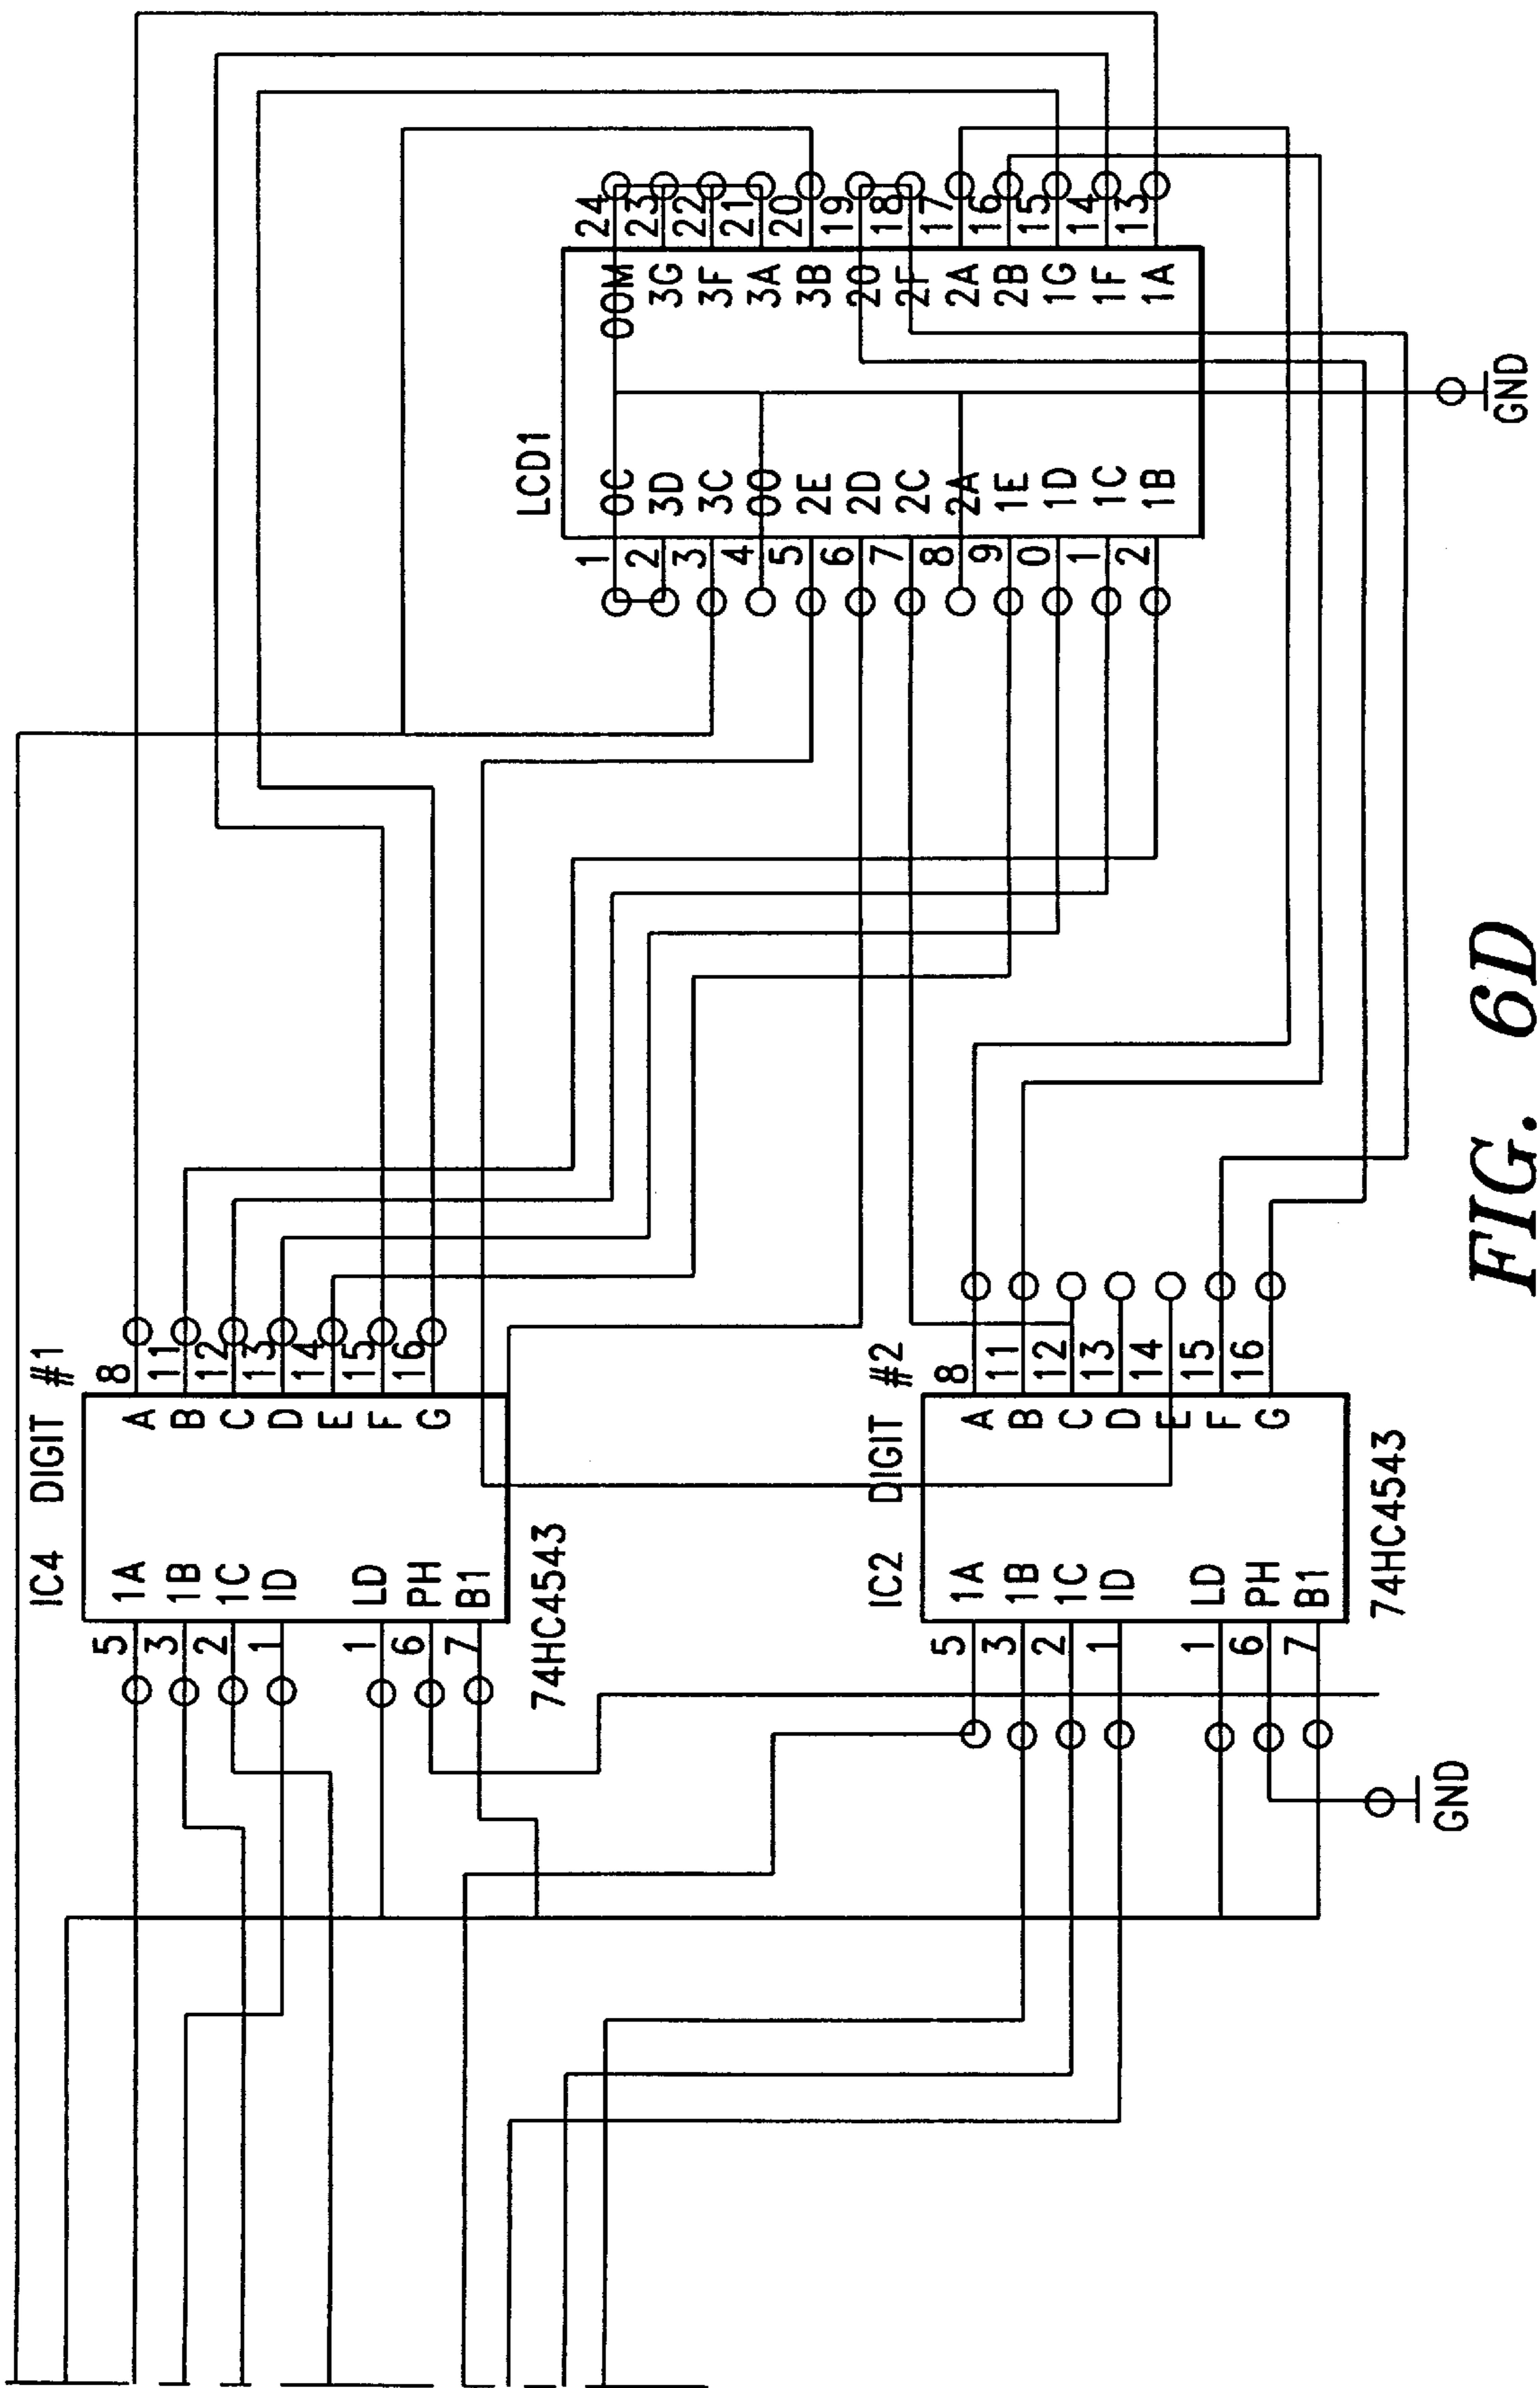 IC4 DIGIT #1
5 1A A 8
3 1B B 11
2 1C C 12
1 ID D 13
E 14
1 LD F 15
6 PH G 16
7 B1
74HC4543
IC2 DIGIT #2
5 1A A 8
3 1B B 11
2 1C C 12
1 ID D 13
E 14
1 LD F 15
6 PH G 16
7 B1
74HC4543
GND
LCD1
1 OC OOM 24
2 3D 3G 23
3 3C 3F 22
4 OO 3A 21
5 2E 3B 20
6 2D 2O 19
7 2C 2F 18
8 2A 2A 17
9 1E 2B 16
0 1D 1G 15
1 1C 1F 14
2 1B 1A 13
GND
FIG. 6D